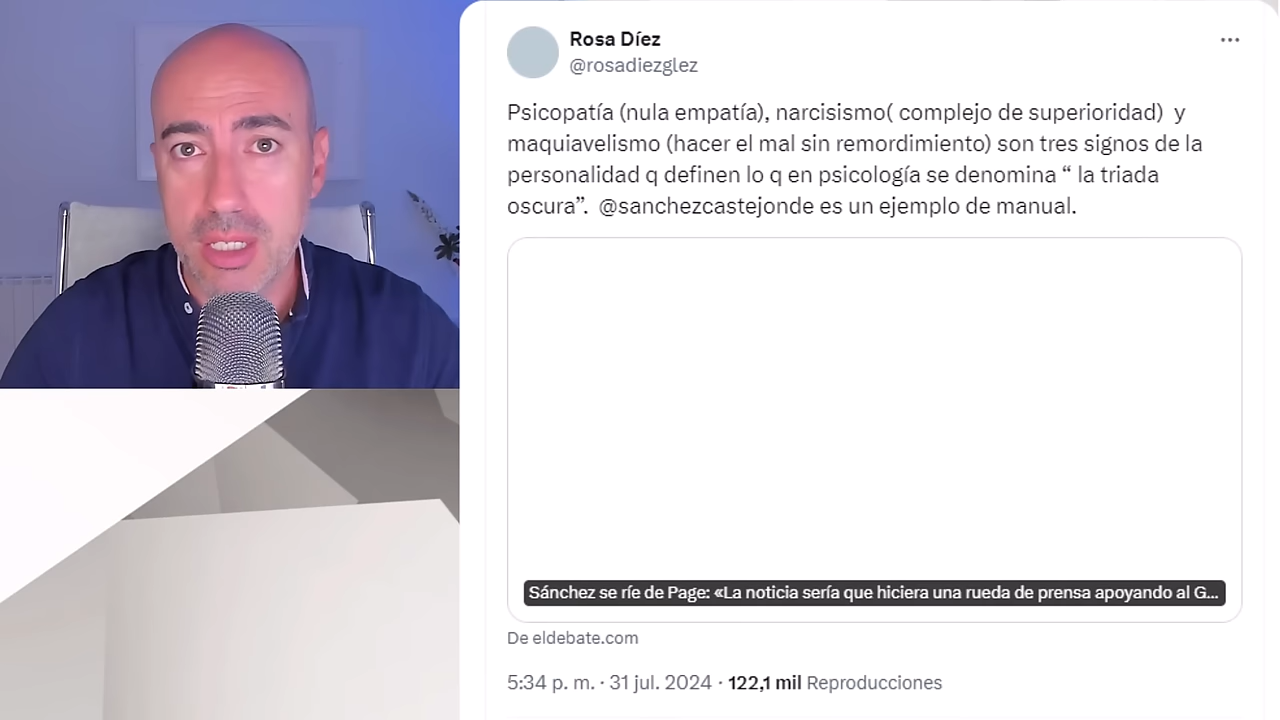 Rosa Díez
@rosadiezglez
Psicopatía (nula empatía), narcisismo( complejo de superioridad)  y
maquiavelismo (hacer el mal sin remordimiento) son tres signos de la
personalidad q definen lo q en psicología se denomina “ la triada
oscura”.  @sanchezcastejonde es un ejemplo de manual.
Sánchez se ríe de Page: «La noticia sería que hiciera una rueda de prensa apoyando al G...
De eldebate.com
5:34 p. m. · 31 jul. 2024 · 122,1 mil Reproducciones